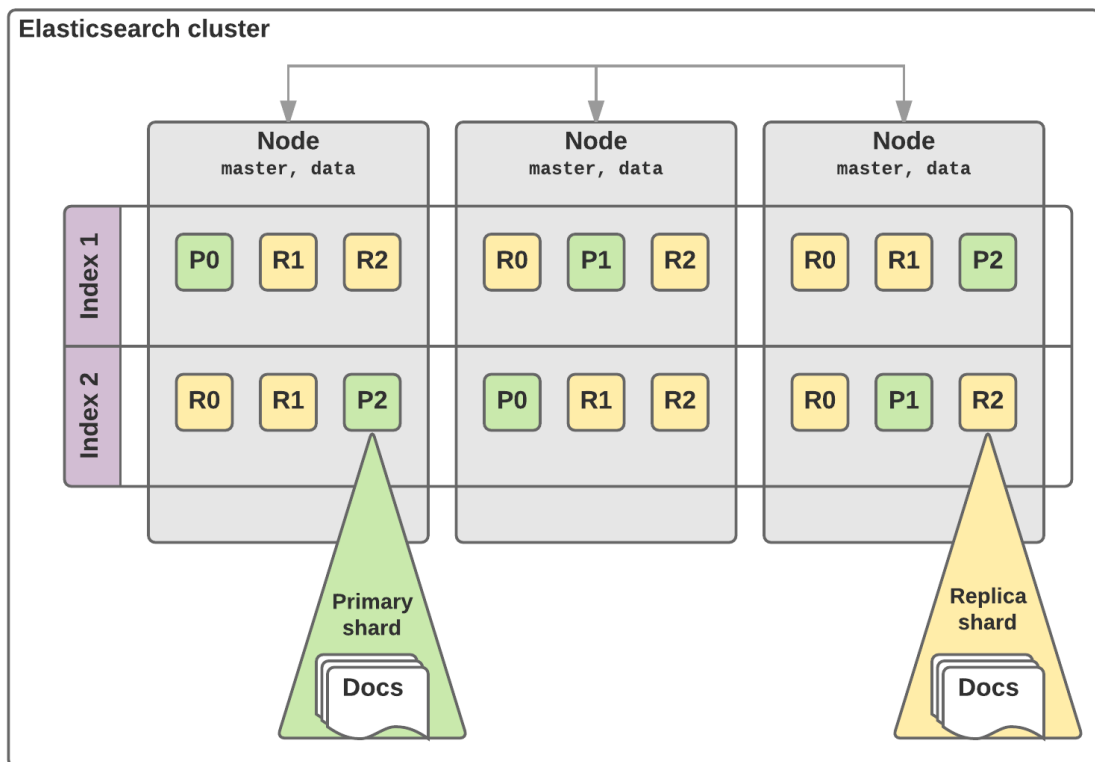 Elasticsearch cluster
Node
master, data
Node
master, data
Node
master, data
Index 1
P0 R1 R2
R0 P1 R2
R0 R1 P2
Index 2
R0 R1 P2
P0 R1 R2
R0 P1 R2
Primary
shard
Docs
Replica
shard
Docs